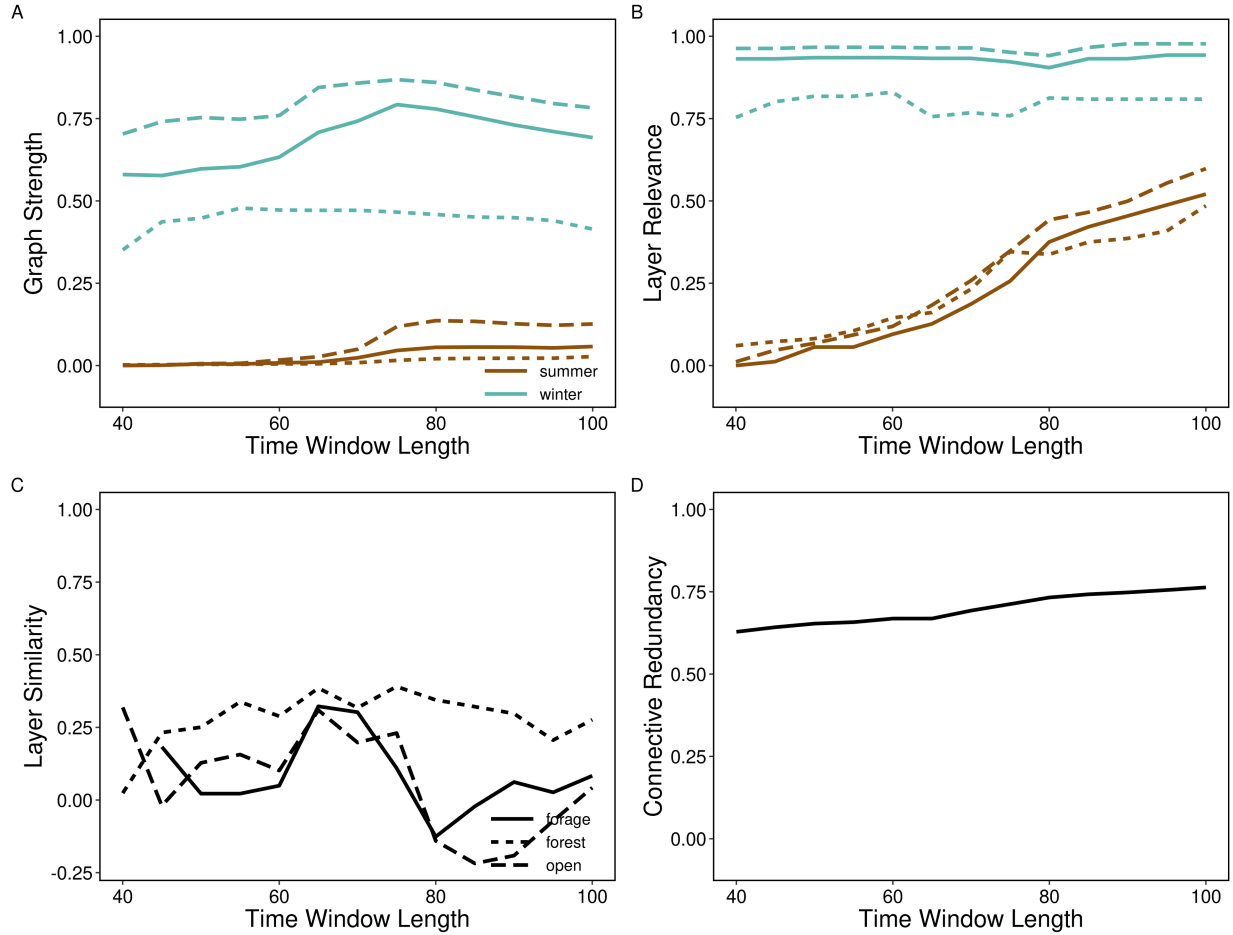 A
Graph Strength
1.00
0.75
0.50
0.25
0.00
summer
winter
40
60
80
100
Time Window Length
B
Layer Relevance
1.00
0.75
0.50
0.25
0.00
40
60
80
100
Time Window Length
C
Layer Similarity
1.00
0.75
0.50
0.25
0.00
-0.25
forage
forest
open
40
60
80
100
Time Window Length
D
Connective Redundancy
1.00
0.75
0.50
0.25
0.00
40
60
80
100
Time Window Length